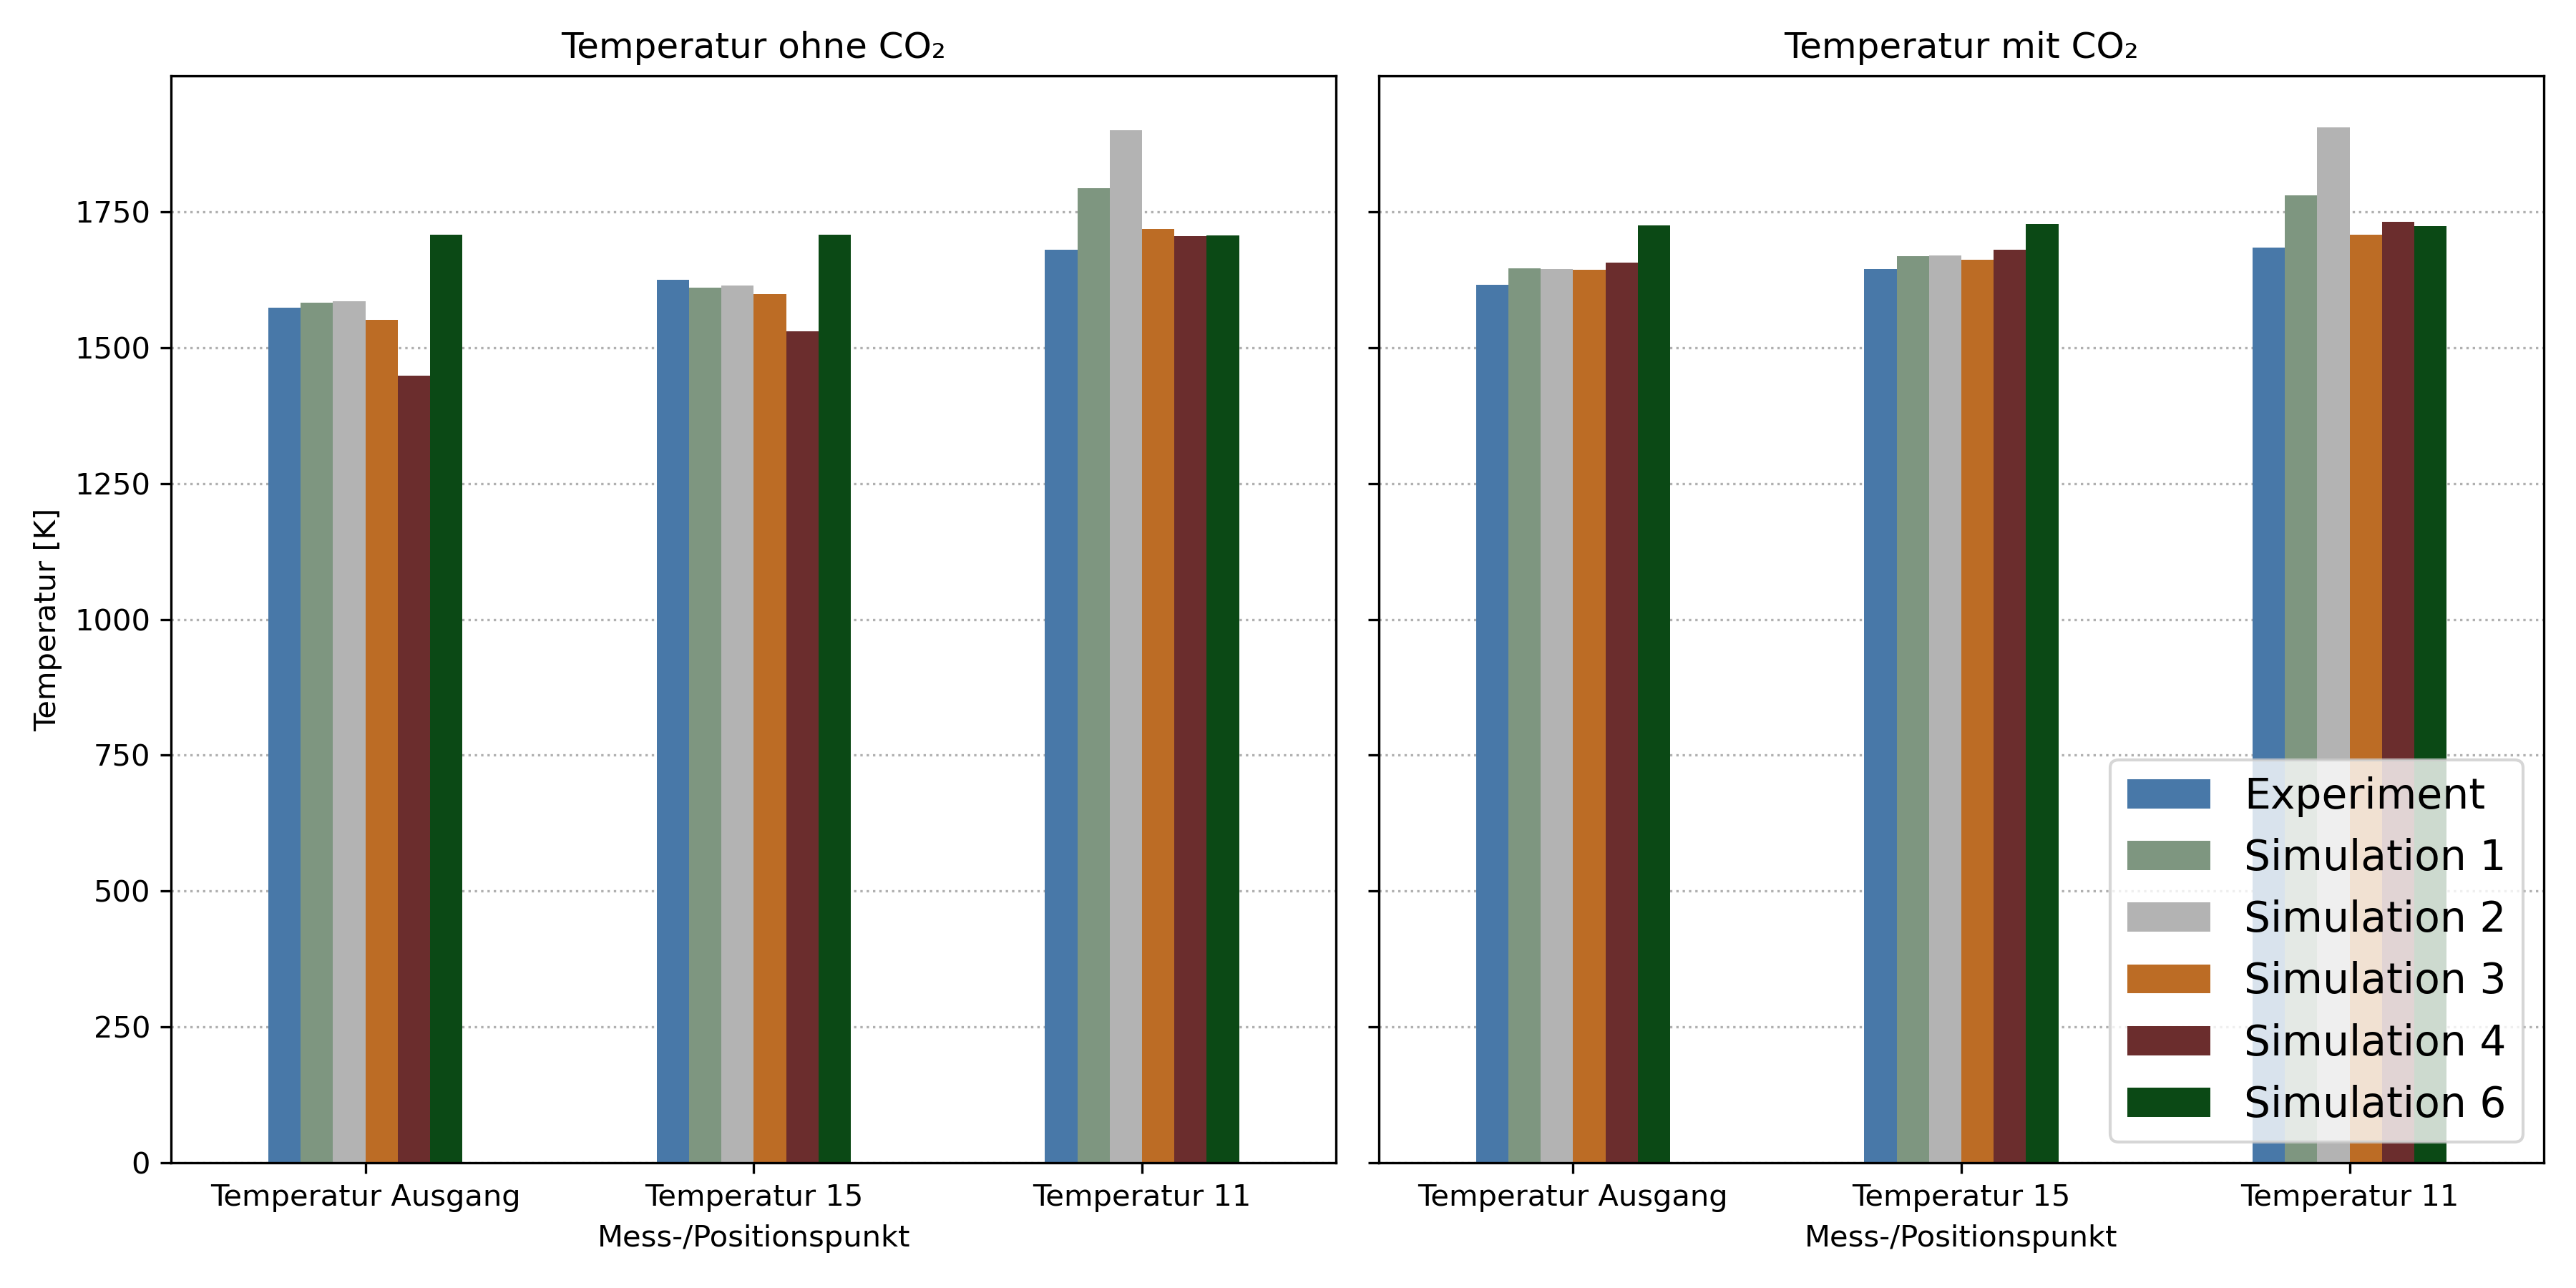 Temperatur ohne CO₂
Temperatur [K]
1750
1500
1250
1000
750
500
250
0
Temperatur Ausgang
Temperatur 15
Temperatur 11
Mess-/Positionspunkt
Temperatur mit CO₂
Experiment
Simulation 1
Simulation 2
Simulation 3
Simulation 4
Simulation 6
Temperatur Ausgang
Temperatur 15
Temperatur 11
Mess-/Positionspunkt